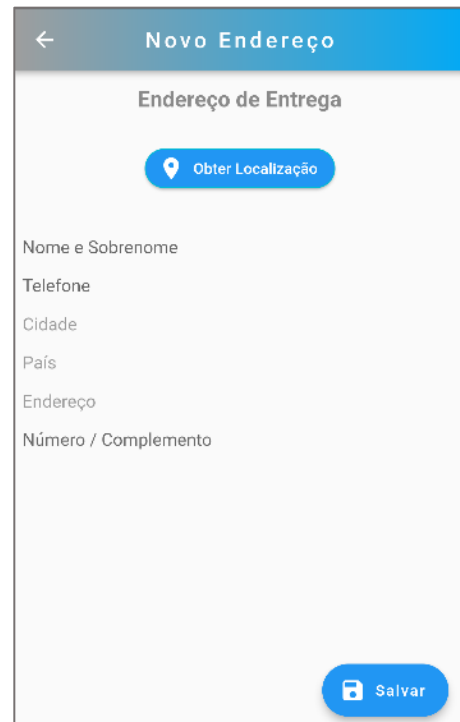 Novo Endereço
Endereço de Entrega
Obter Localização
Nome e Sobrenome
Telefone
Cidade
País
Endereço
Número / Complemento
Salvar